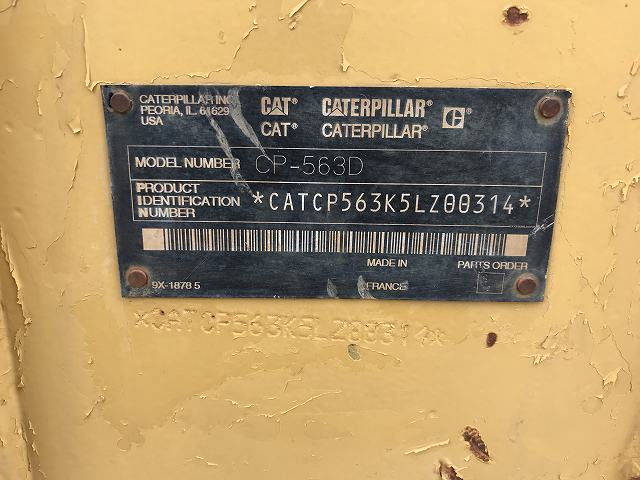 CATERPILLAR INC. CAT® CATERPILLAR®
PEORIA, IL. 61629
USA CAT® CATERPILLAR®
MODEL NUMBER CP-563D
PRODUCT
IDENTIFICATION *CATCP563K5LZ00314*
NUMBER
MADE IN PARTS ORDER
9X-1878 5 FRANCE
*CATCP563K5LZ00314*